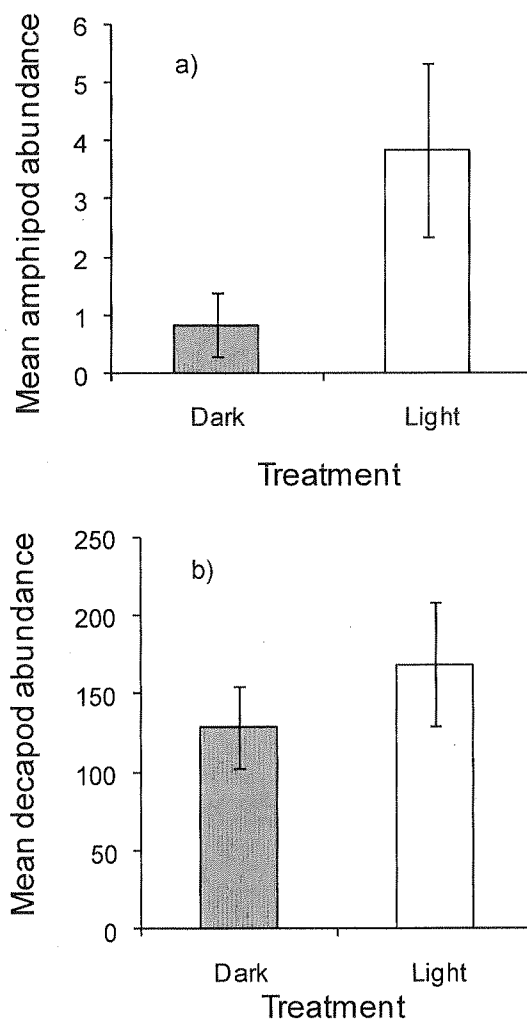 Mean amphipod abundance
6
5
4
3
2
1
0
a)
Dark Light
Treatment
Mean decapod abundance
250
200
150
100
50
0
b)
Dark Light
Treatment